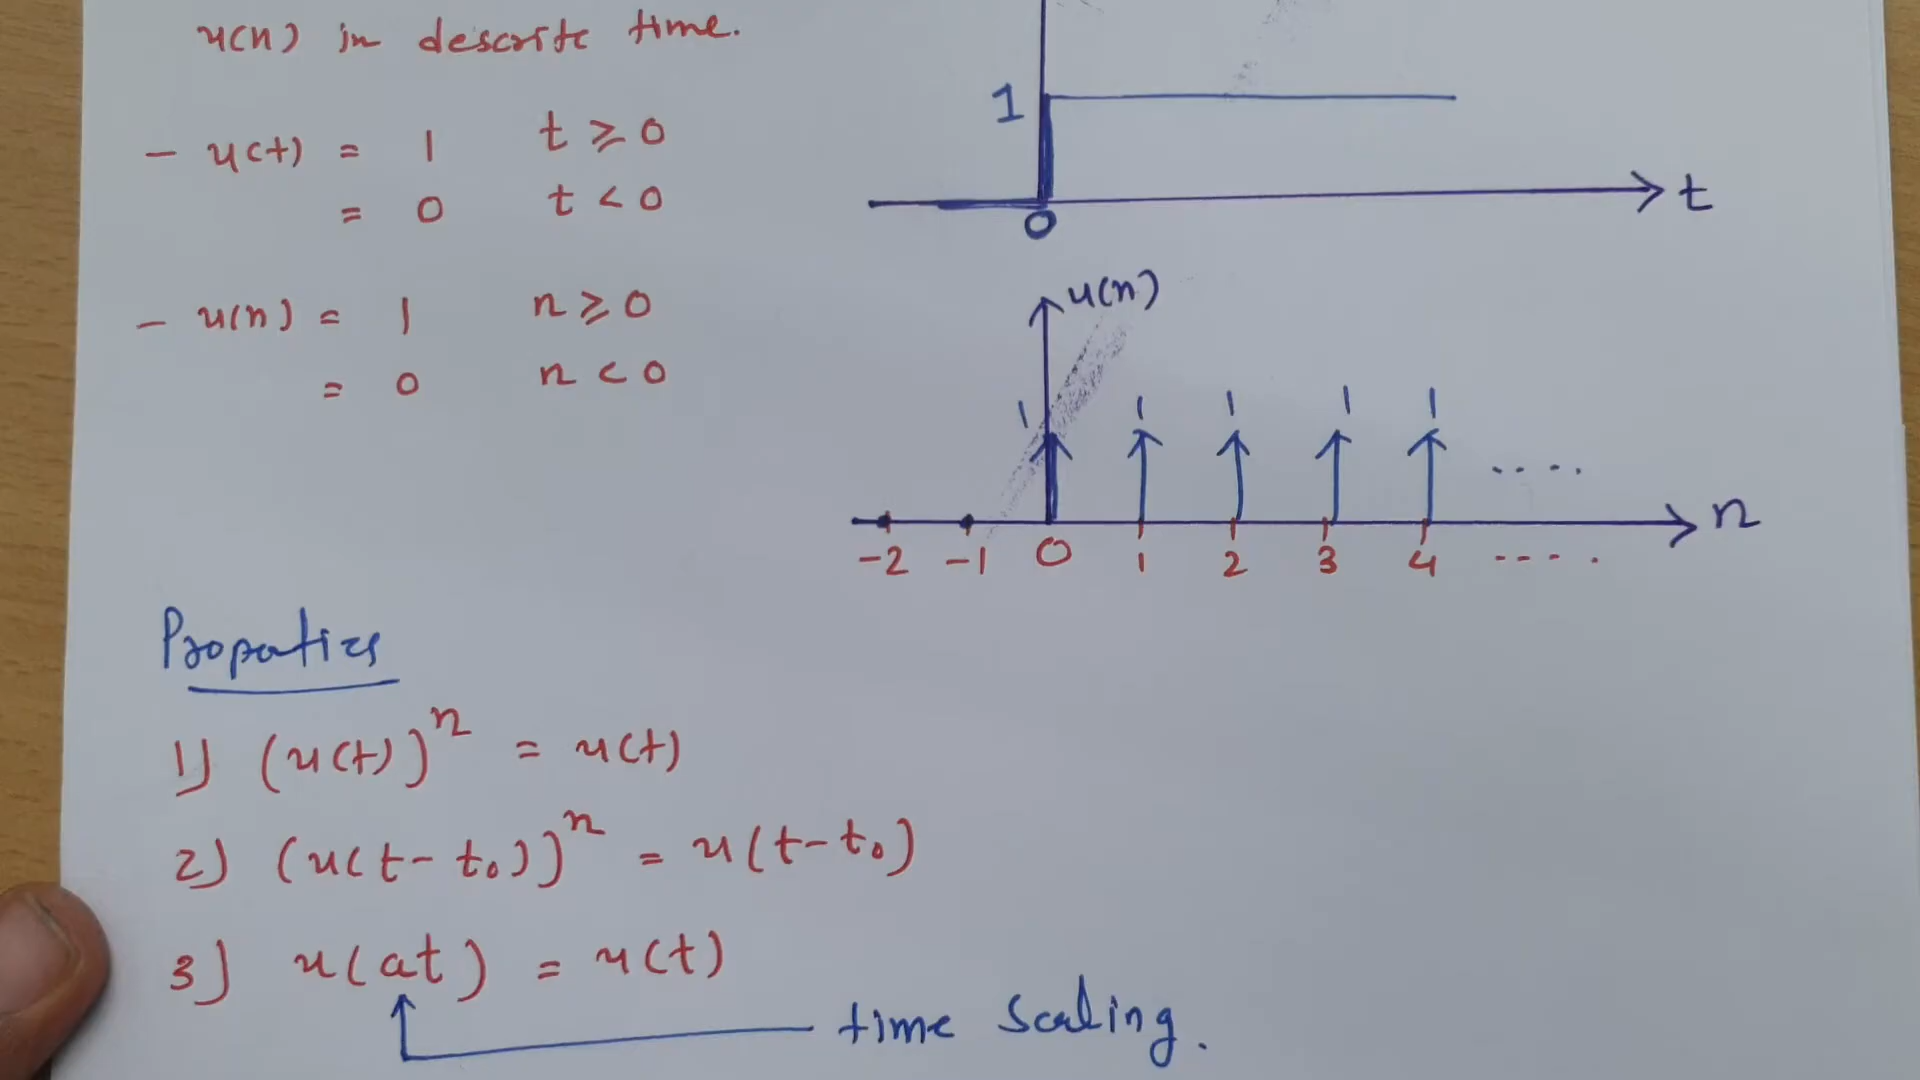 u(n) in descrite time.
- u(t) = 1 t ≥ 0
= 0 t < 0
- u(n) = 1 n ≥ 0
= 0 n < 0
1
t
0
u(n)
1 1 1 1 1
....
n
-2 -1 0 1 2 3 4 ....
Properties
1) (u(t))ⁿ = u(t)
2) (u(t-t₀))ⁿ = u(t-t₀)
3) u(at) = u(t)
time scaling.